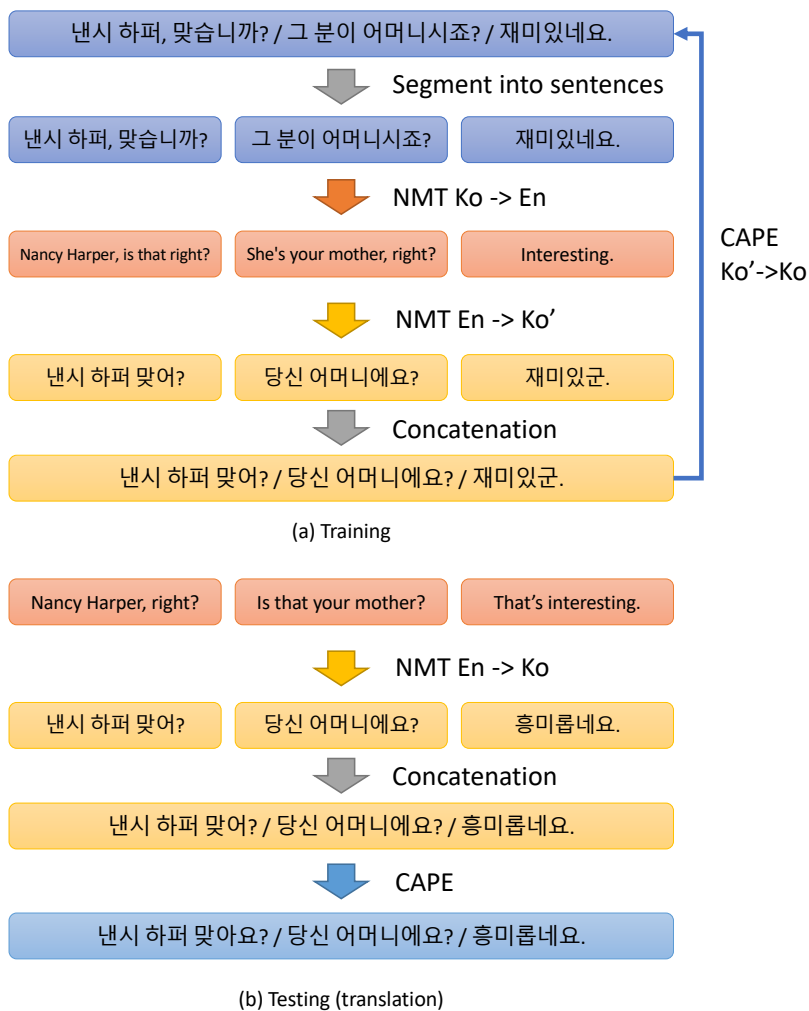 낸시 하퍼, 맞습니까? / 그 분이 어머니시죠? / 재미있네요.
Segment into sentences
낸시 하퍼, 맞습니까?
그 분이 어머니시죠?
재미있네요.
NMT Ko -> En
Nancy Harper, is that right?
She's your mother, right?
Interesting.
CAPE
Ko’->Ko
NMT En -> Ko’
낸시 하퍼 맞어?
당신 어머니에요?
재미있군.
Concatenation
낸시 하퍼 맞어? / 당신 어머니에요? / 재미있군.
(a) Training
Nancy Harper, right?
Is that your mother?
That’s interesting.
NMT En -> Ko
낸시 하퍼 맞어?
당신 어머니에요?
흥미롭네요.
Concatenation
낸시 하퍼 맞어? / 당신 어머니에요? / 흥미롭네요.
CAPE
낸시 하퍼 맞아요? / 당신 어머니에요? / 흥미롭네요.
(b) Testing (translation)